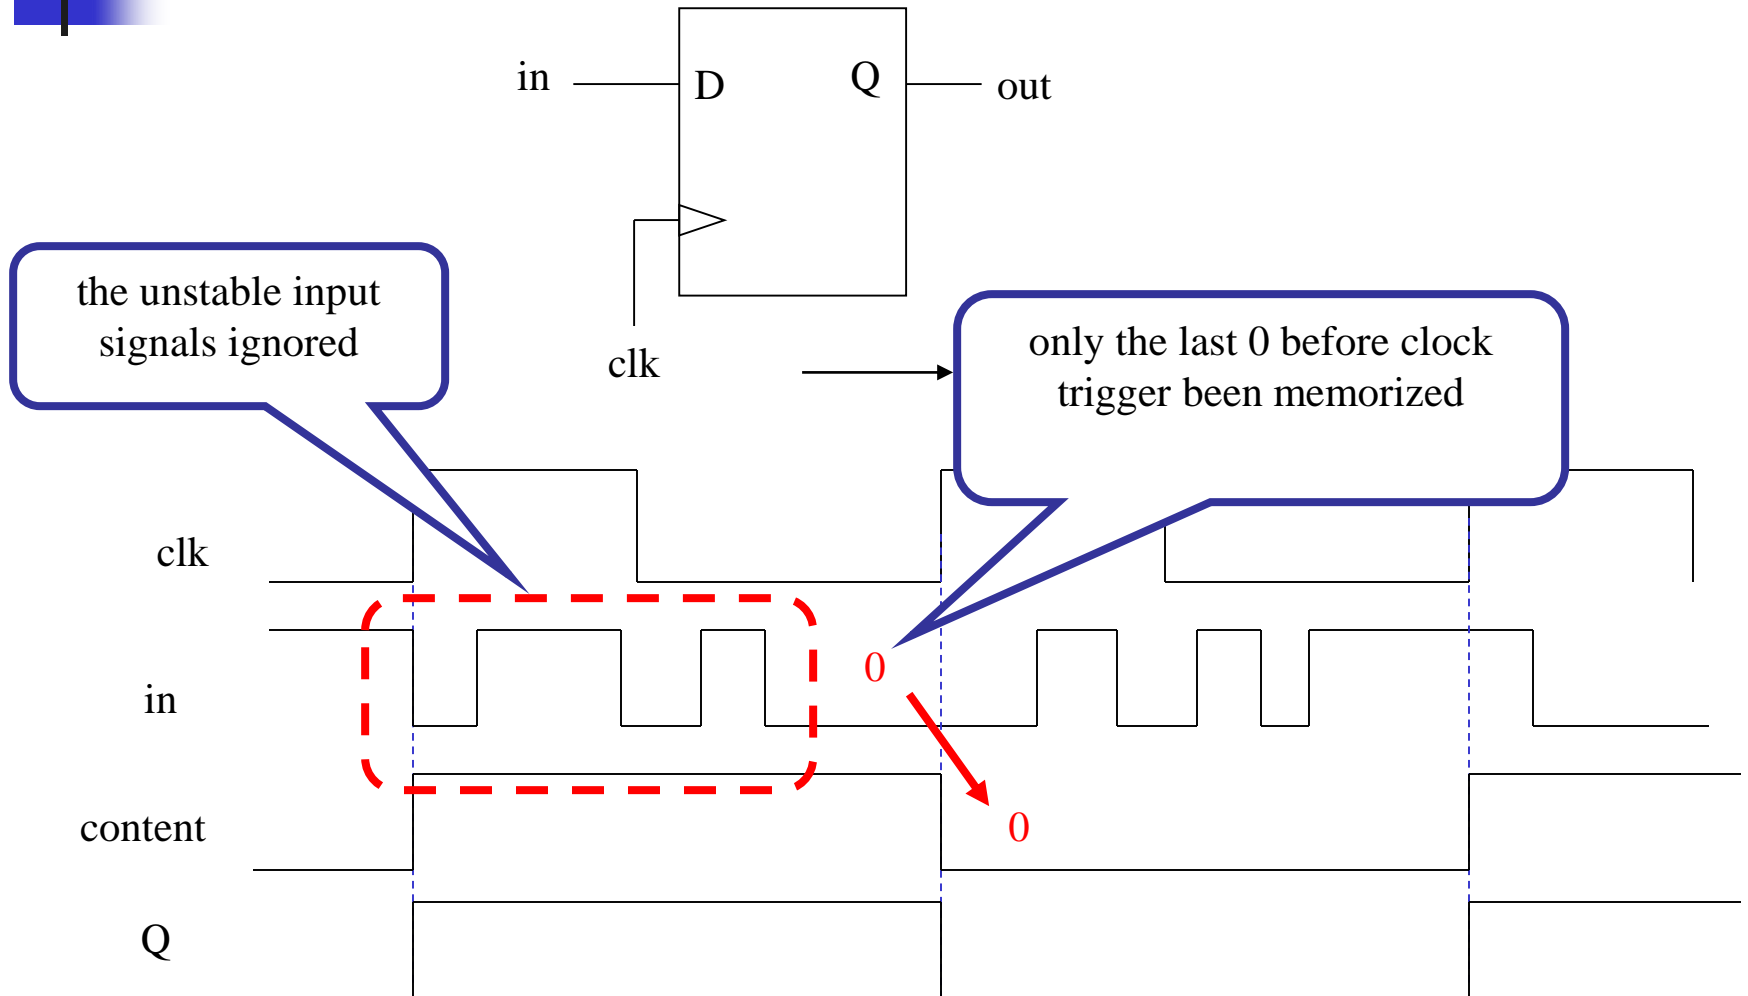 in
D
Q
out
clk
the unstable input
signals ignored
only the last 0 before clock
trigger been memorized
clk
in
0
content
0
Q